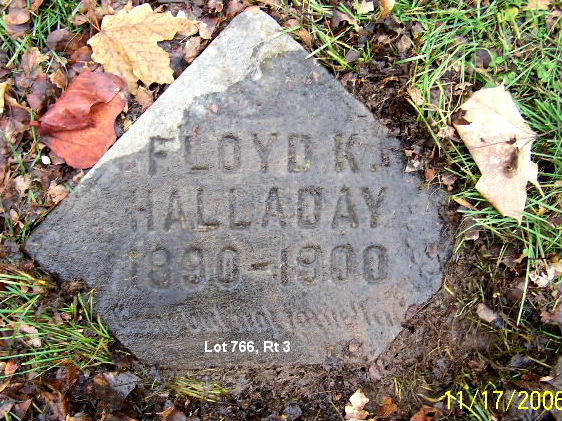 FLOYD K.
HALLADAY
1890-1900
Lot 766, Rt 3
11/17/2006